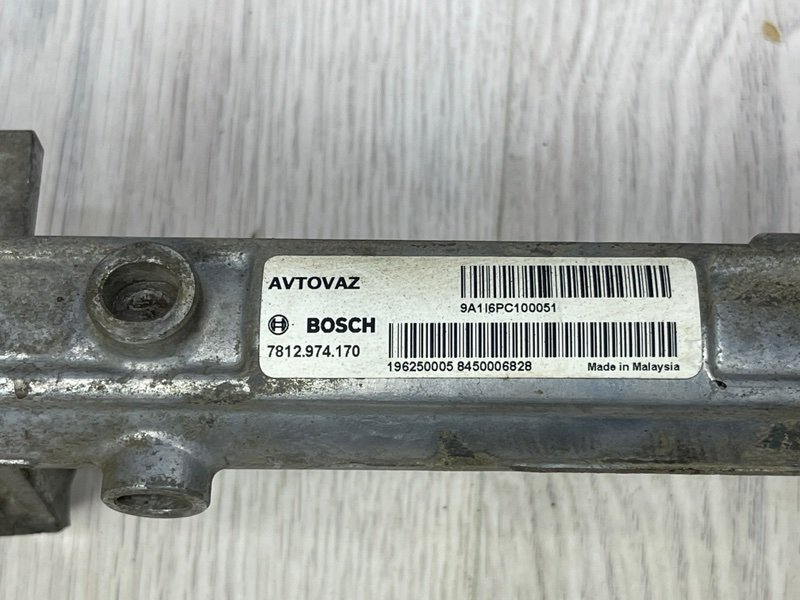 AVTOVAZ
9A1I6PC100051
BOSCH
7812.974.170
196250005 8450006828
Made in Malaysia